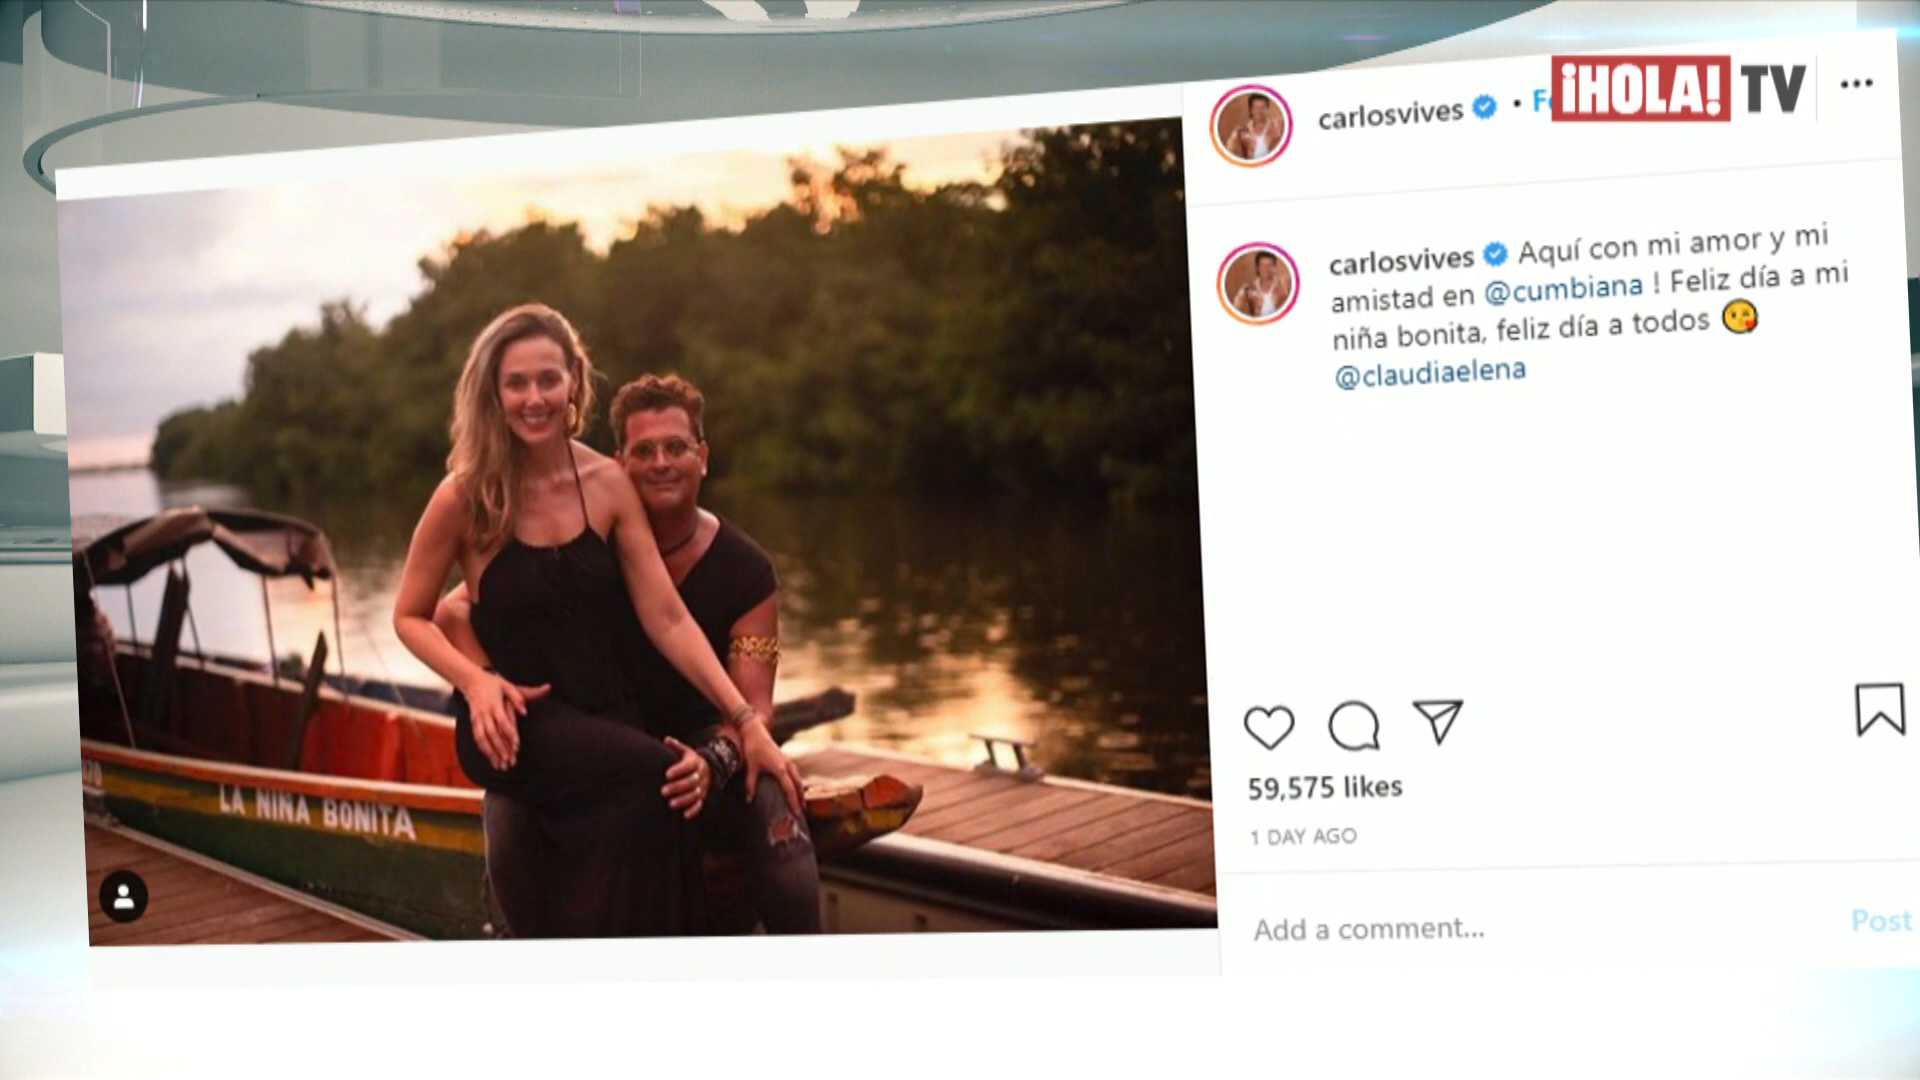 ¡HOLA! TV
carlosvives • F
carlosvives Aquí con mi amor y mi
amistad en @cumbiana ! Feliz día a mi
niña bonita, feliz día a todos 😘
@claudiaelena
LA NIÑA BONITA
59,575 likes
1 DAY AGO
Add a comment...
Post